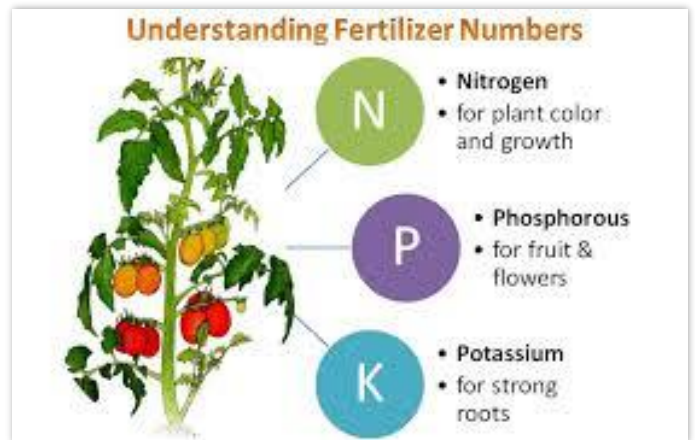 Understanding Fertilizer Numbers
N
• Nitrogen
• for plant color
and growth
P
• Phosphorous
• for fruit &
flowers
K
• Potassium
• for strong
roots